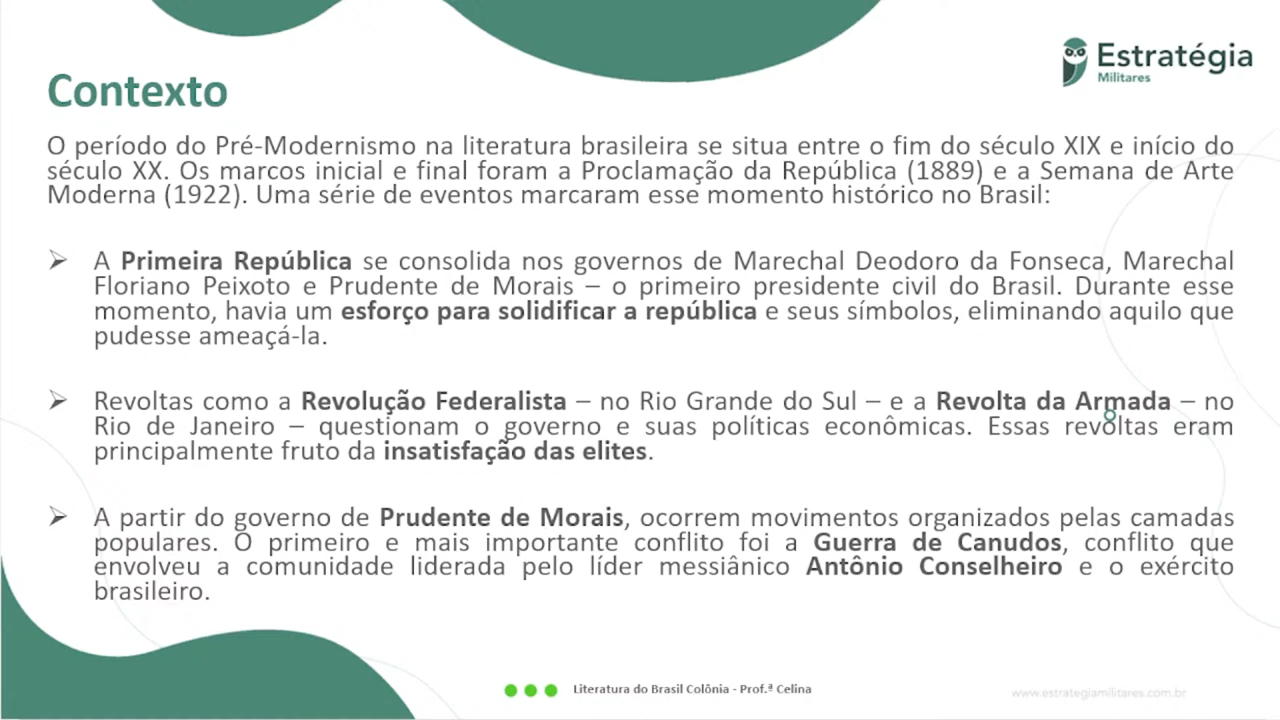 Estratégia
Militares
Contexto
O período do Pré-Modernismo na literatura brasileira se situa entre o fim do século XIX e início do
século XX. Os marcos inicial e final foram a Proclamação da República (1889) e a Semana de Arte
Moderna (1922). Uma série de eventos marcaram esse momento histórico no Brasil:
➢ A Primeira República se consolida nos governos de Marechal Deodoro da Fonseca, Marechal
Floriano Peixoto e Prudente de Morais – o primeiro presidente civil do Brasil. Durante esse
momento, havia um esforço para solidificar a república e seus símbolos, eliminando aquilo que
pudesse ameaçá-la.
➢ Revoltas como a Revolução Federalista – no Rio Grande do Sul – e a Revolta da Armada – no
Rio de Janeiro – questionam o governo e suas políticas econômicas. Essas revoltas eram
principalmente fruto da insatisfação das elites.
➢ A partir do governo de Prudente de Morais, ocorrem movimentos organizados pelas camadas
populares. O primeiro e mais importante conflito foi a Guerra de Canudos, conflito que
envolveu a comunidade liderada pelo líder messiânico Antônio Conselheiro e o exército
brasileiro.
Literatura do Brasil Colônia - Prof.ª Celina
www.estrategiamilitares.com.br